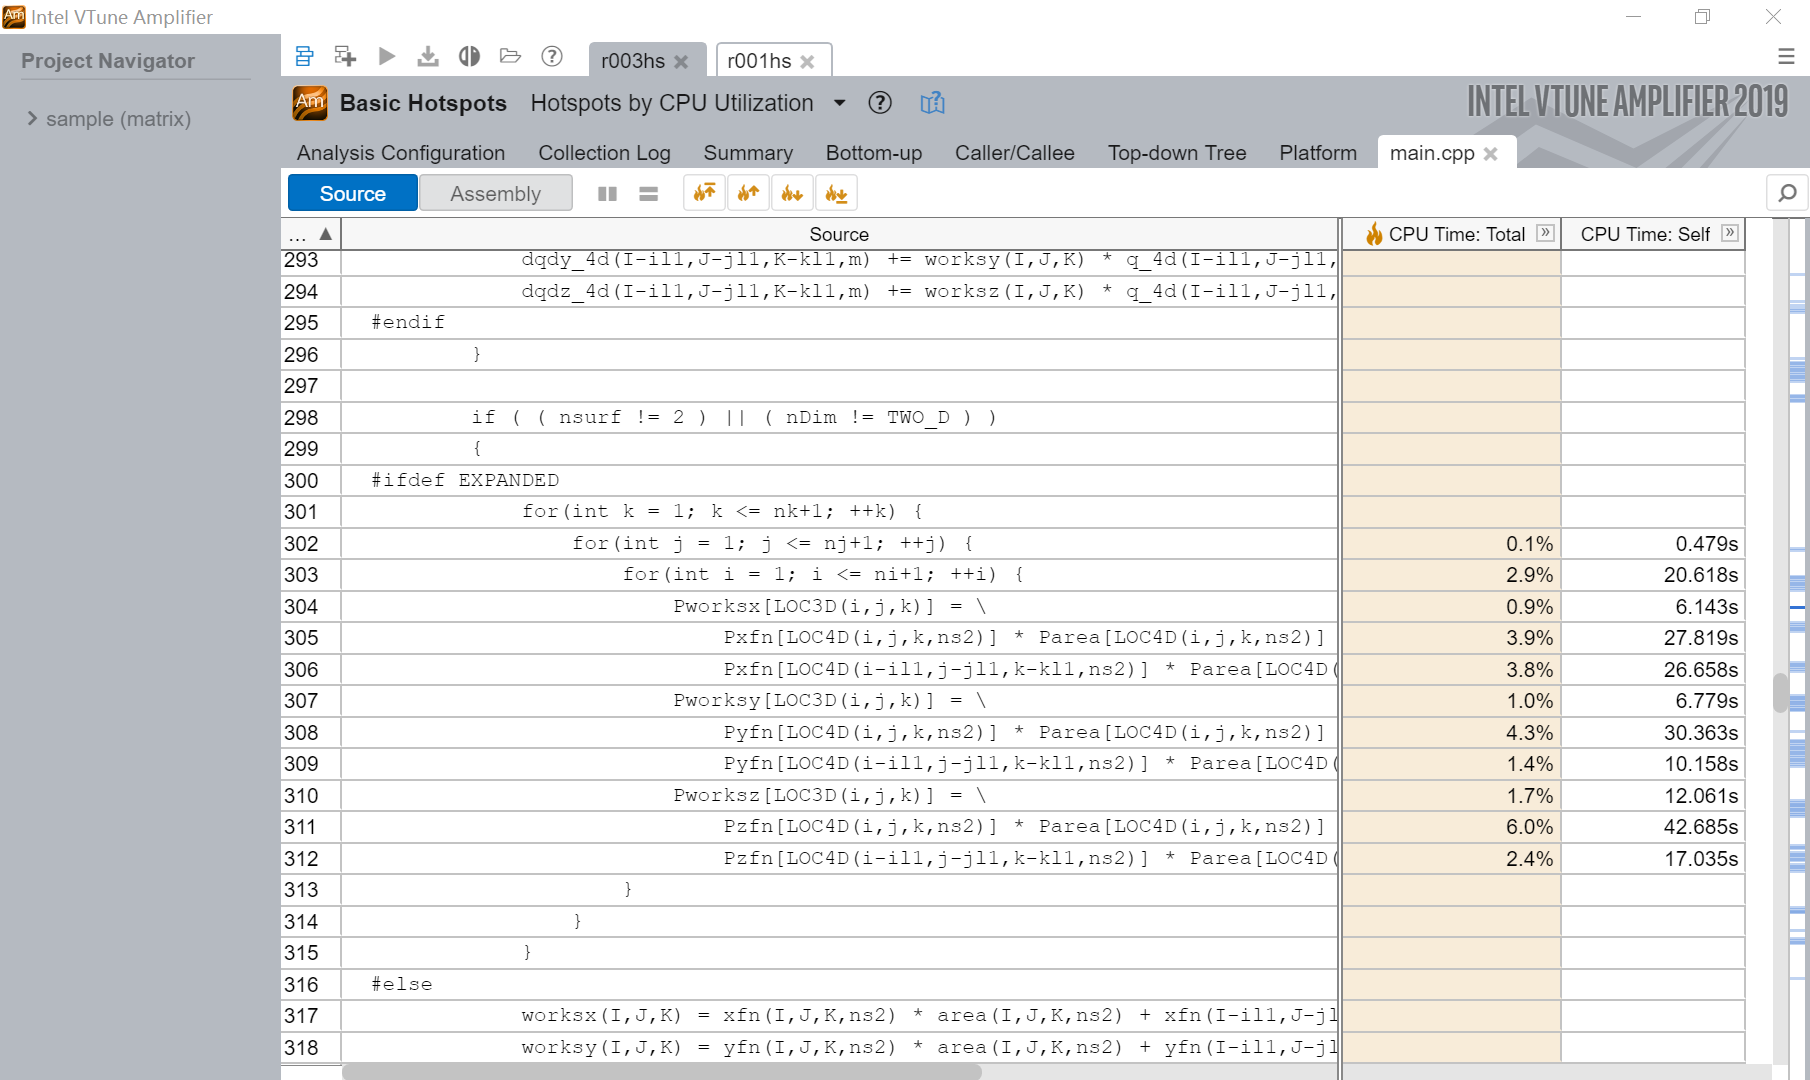 Am Intel VTune Amplifier
Project Navigator
sample (matrix)
r003hs
r001hs
Am Basic Hotspots Hotspots by CPU Utilization
INTEL VTUNE AMPLIFIER 2019
Analysis Configuration Collection Log Summary Bottom-up Caller/Callee Top-down Tree Platform main.cpp
Source Assembly
... ▲ Source CPU Time: Total » CPU Time: Self »
293 dqdy_4d(I-il1,J-jl1,K-kl1,m) += worksy(I,J,K) * q_4d(I-il1,J-jl1,
294 dqdz_4d(I-il1,J-jl1,K-kl1,m) += worksz(I,J,K) * q_4d(I-il1,J-jl1,
295 #endif
296 }
297
298 if ( ( nsurf != 2 ) || ( nDim != TWO_D ) )
299 {
300 #ifdef EXPANDED
301 for(int k = 1; k <= nk+1; ++k) {
302 for(int j = 1; j <= nj+1; ++j) { 0.1% 0.479s
303 for(int i = 1; i <= ni+1; ++i) { 2.9% 20.618s
304 Pworksx[LOC3D(i,j,k)] = \ 0.9% 6.143s
305 Pxfn[LOC4D(i,j,k,ns2)] * Parea[LOC4D(i,j,k,ns2)] 3.9% 27.819s
306 Pxfn[LOC4D(i-il1,j-jl1,k-kl1,ns2)] * Parea[LOC4D( 3.8% 26.658s
307 Pworksy[LOC3D(i,j,k)] = \ 1.0% 6.779s
308 Pyfn[LOC4D(i,j,k,ns2)] * Parea[LOC4D(i,j,k,ns2)] 4.3% 30.363s
309 Pyfn[LOC4D(i-il1,j-jl1,k-kl1,ns2)] * Parea[LOC4D( 1.4% 10.158s
310 Pworksz[LOC3D(i,j,k)] = \ 1.7% 12.061s
311 Pzfn[LOC4D(i,j,k,ns2)] * Parea[LOC4D(i,j,k,ns2)] 6.0% 42.685s
312 Pzfn[LOC4D(i-il1,j-jl1,k-kl1,ns2)] * Parea[LOC4D( 2.4% 17.035s
313 }
314 }
315 }
316 #else
317 worksx(I,J,K) = xfn(I,J,K,ns2) * area(I,J,K,ns2) + xfn(I-il1,J-jl
318 worksy(I,J,K) = yfn(I,J,K,ns2) * area(I,J,K,ns2) + yfn(I-il1,J-jl